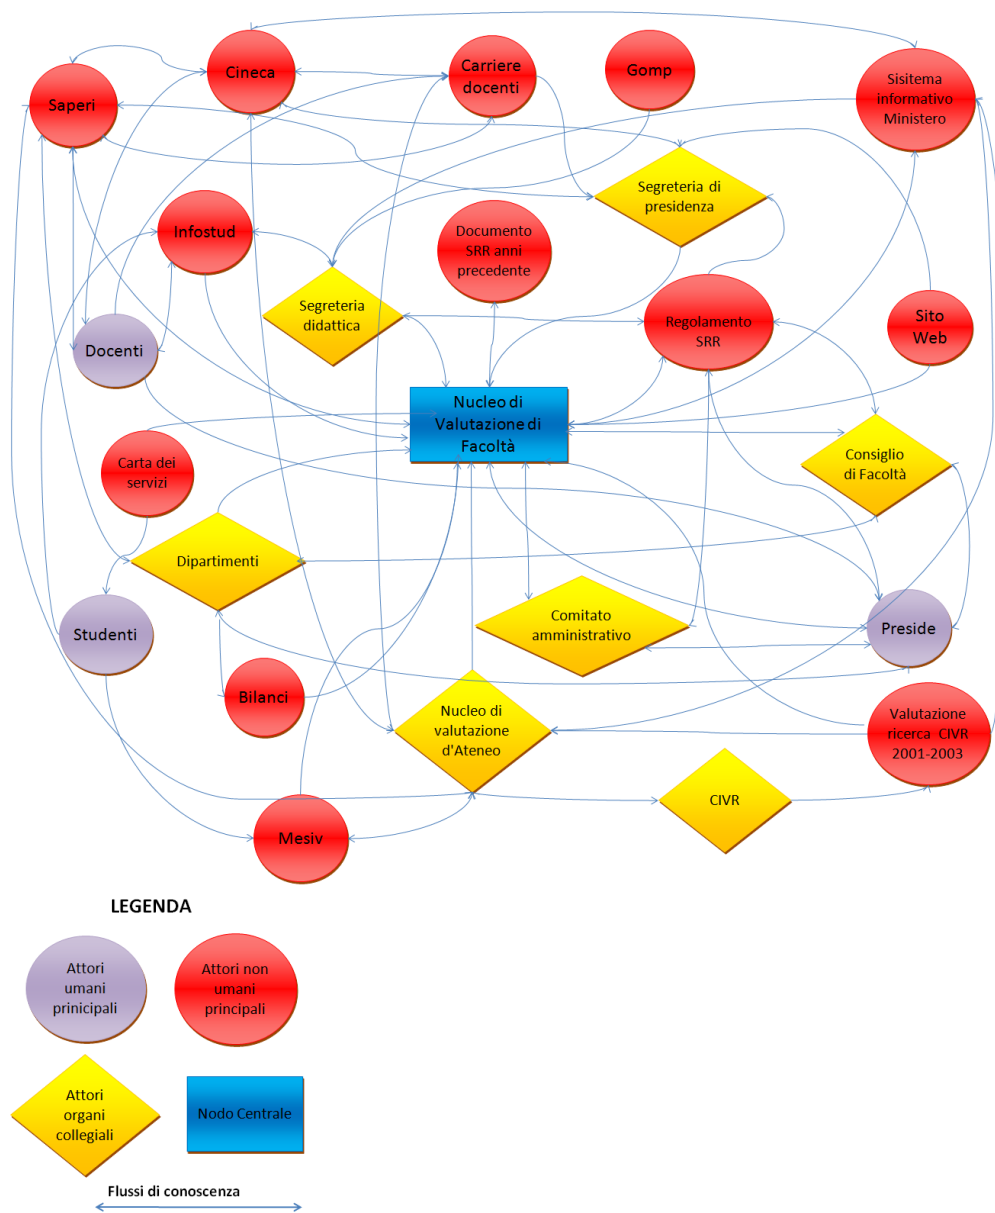 Cineca
Carriere
docenti
Gomp
Sisitema
informativo
Ministero
Saperi
Segreteria di
presidenza
Infostud
Documento
SRR anni
precedente
Segreteria
didattica
Regolamento
SRR
Sito
Web
Docenti
Nucleo di
Valutazione di
Facoltà
Carta dei
servizi
Consiglio
di Facoltà
Dipartimenti
Comitato
amministrativo
Studenti
Preside
Bilanci
Nucleo di
valutazione
d'Ateneo
Valutazione
ricerca CIVR
2001-2003
CIVR
Mesiv
LEGENDA
Attori
umani
prinicipali
Attori non
umani
principali
Attori
organi
collegiali
Nodo Centrale
Flussi di conoscenza